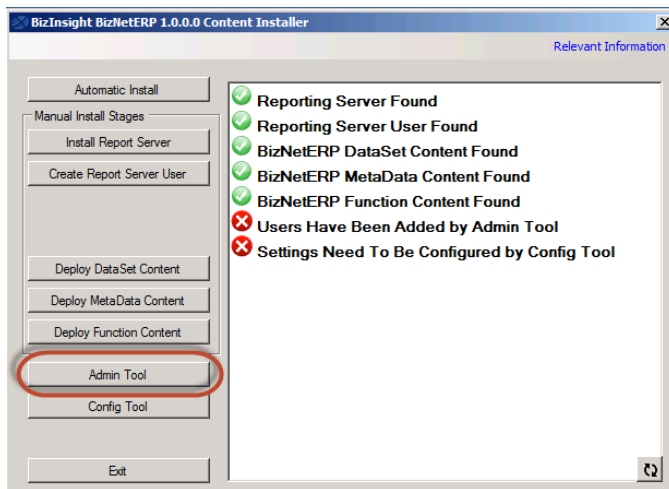 BizInsight BizNetERP 1.0.0.0 Content Installer
Relevant Information
Automatic Install
Manual Install Stages
Install Report Server
Create Report Server User
Deploy DataSet Content
Deploy MetaData Content
Deploy Function Content
Admin Tool
Config Tool
Exit
Reporting Server Found
Reporting Server User Found
BizNetERP DataSet Content Found
BizNetERP MetaData Content Found
BizNetERP Function Content Found
Users Have Been Added by Admin Tool
Settings Need To Be Configured by Config Tool